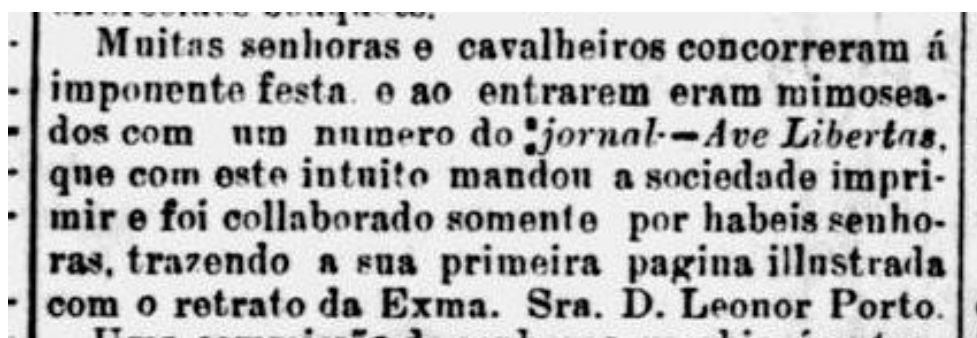 Muitas senhoras e cavalheiros concorreram á
imponente festa e ao entrarem eram mimosea-
dos com um numero do jornal—Ave Libertas,
que com este intuito mandou a sociedade impri-
mir e foi collaborado somente por habeis senho-
ras, trazendo a sua primeira pagina illustrada
com o retrato da Exma. Sra. D. Leonor Porto.